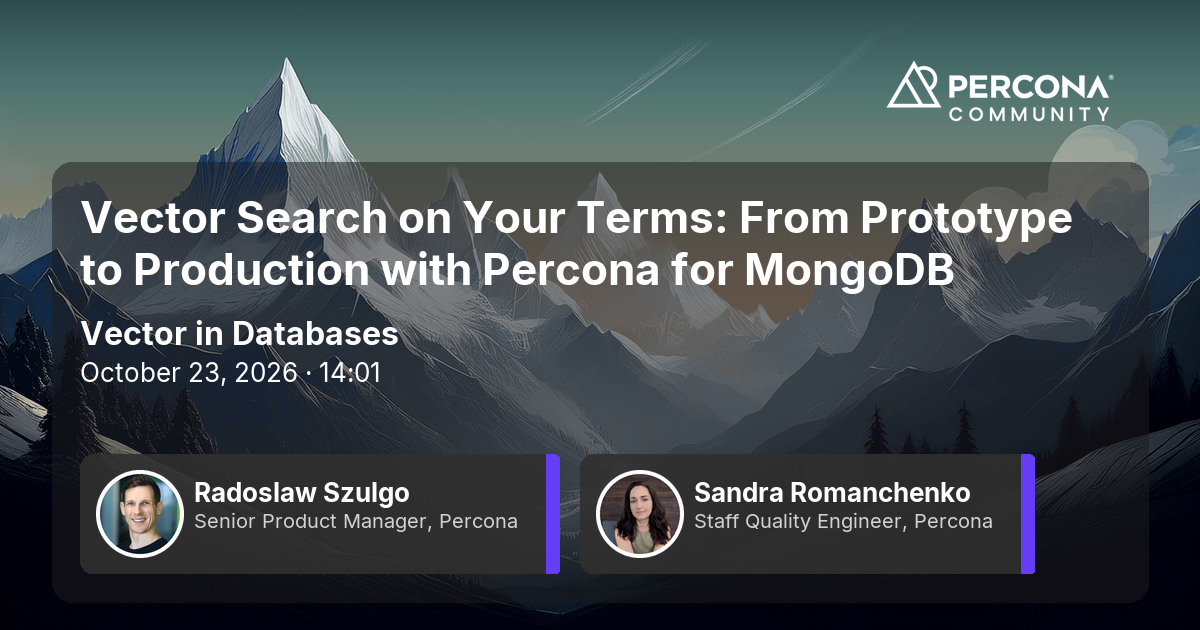 PERCONA®
COMMUNITY
Vector Search on Your Terms: From Prototype
to Production with Percona for MongoDB
Vector in Databases
October 23, 2026 · 14:01
Radoslaw Szulgo
Senior Product Manager, Percona
Sandra Romanchenko
Staff Quality Engineer, Percona